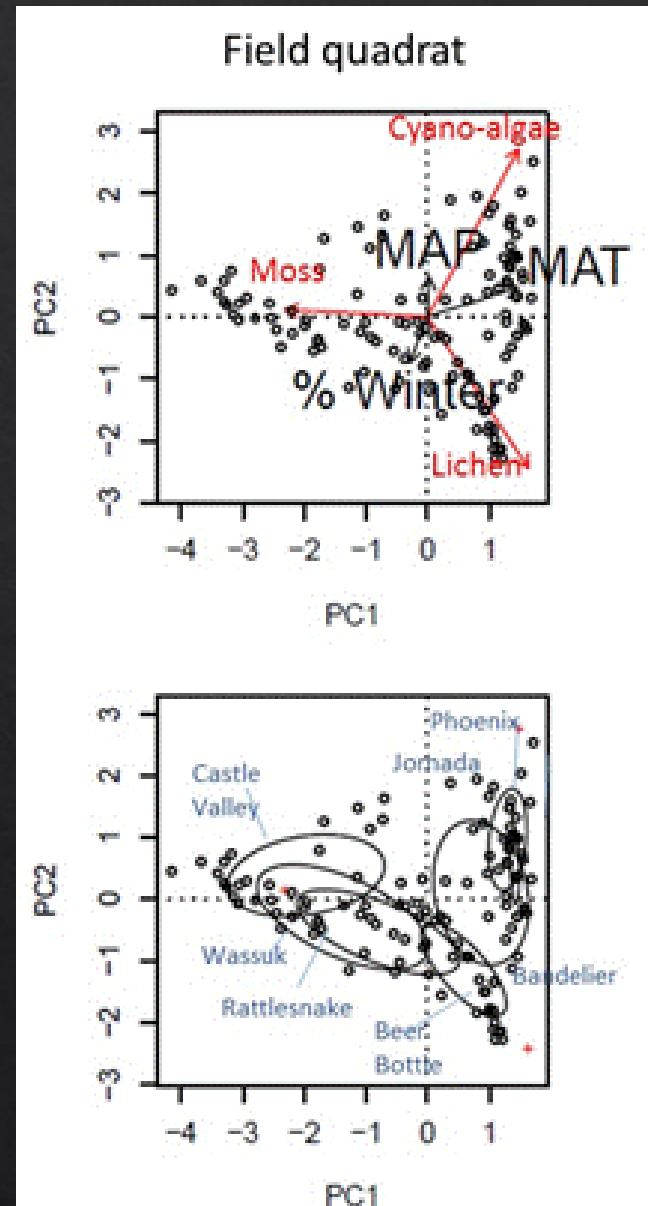 Field quadrat
Cyano-algae
MAP
MAT
Moss
% Winter
Lichen
PC2
3
2
1
0
−1
−2
−3
−4 −3 −2 −1 0 1
PC1
Phoenix
Jornada
Castle
Valley
Wassuk
Rattlesnake
Bandelier
Beer
Bottle
PC2
3
2
1
0
−1
−2
−3
−4 −3 −2 −1 0 1
PC1